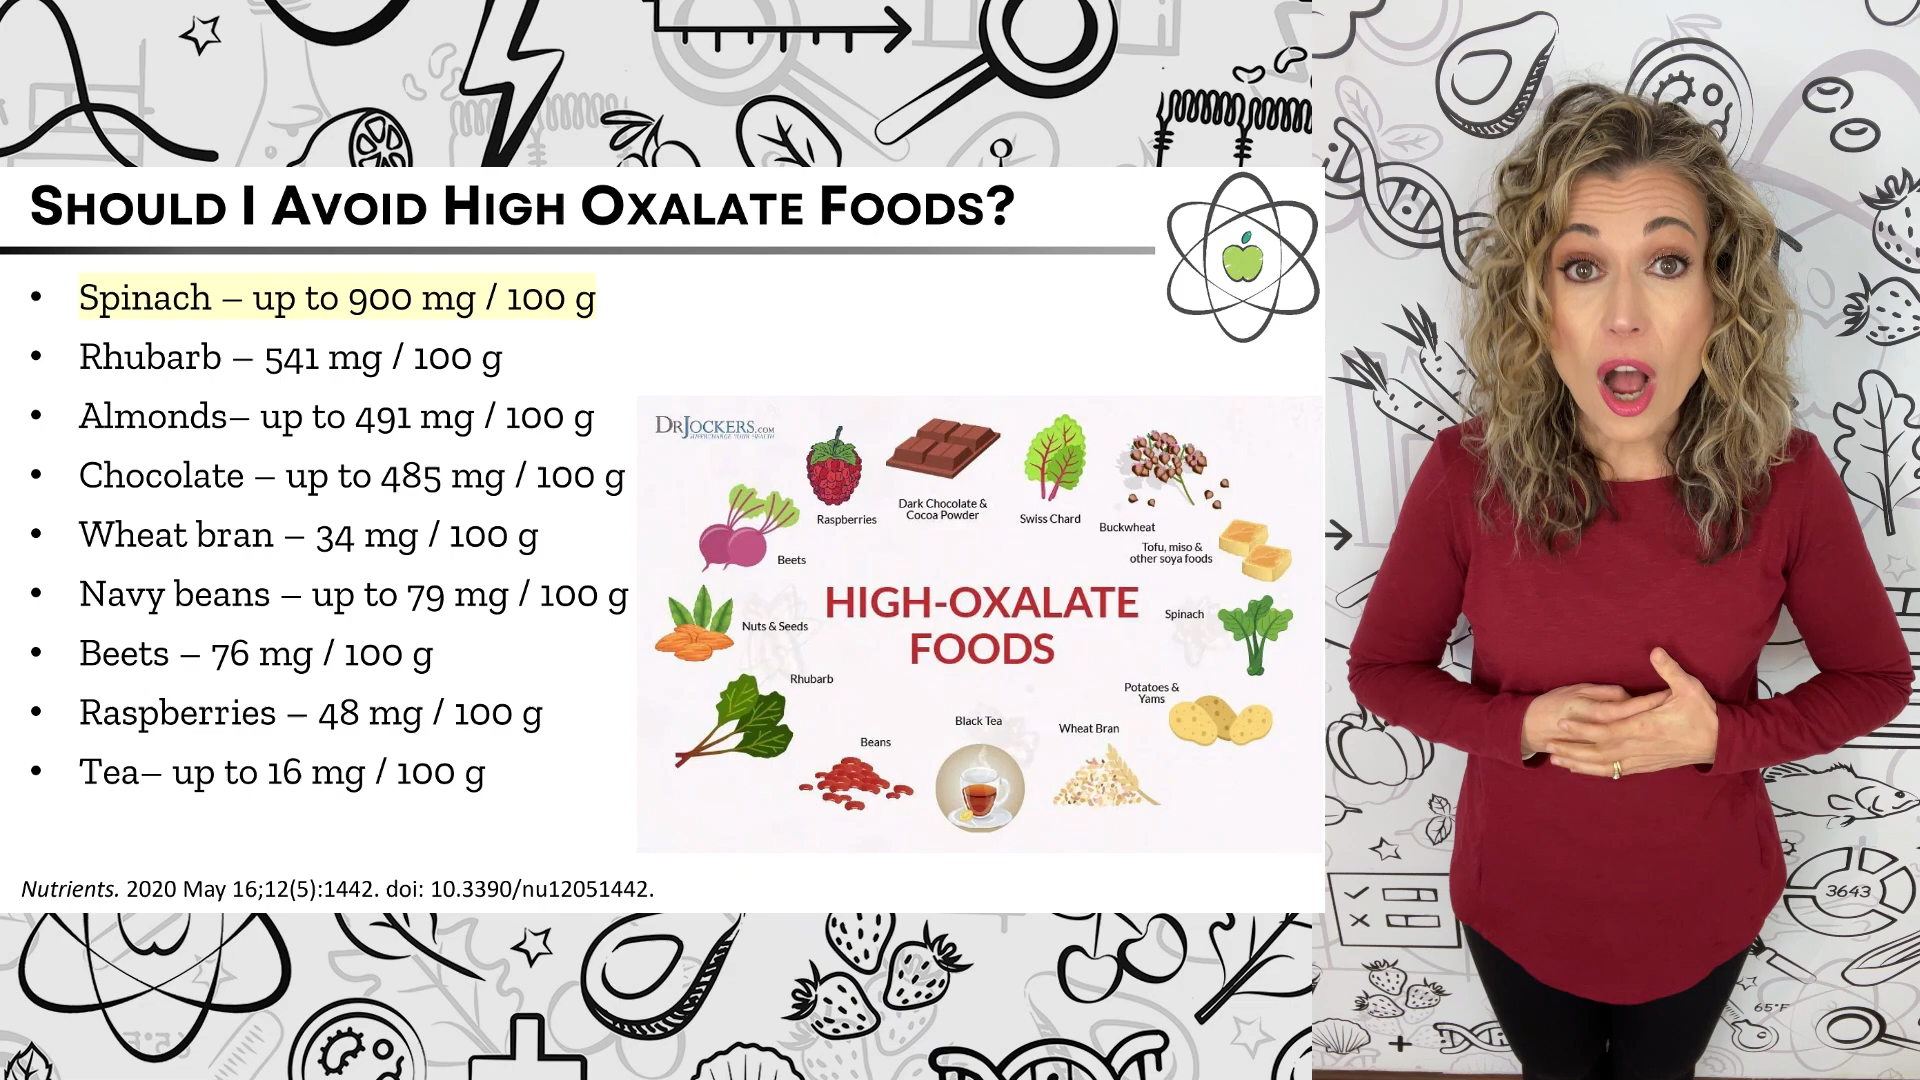 SHOULD I AVOID HIGH OXALATE FOODS?
• Spinach – up to 900 mg / 100 g
• Rhubarb – 541 mg / 100 g
• Almonds– up to 491 mg / 100 g
• Chocolate – up to 485 mg / 100 g
• Wheat bran – 34 mg / 100 g
• Navy beans – up to 79 mg / 100 g
• Beets – 76 mg / 100 g
• Raspberries – 48 mg / 100 g
• Tea– up to 16 mg / 100 g
DRJOCKERS.COM
SUPERCHARGE YOUR HEALTH
Raspberries
Dark Chocolate &
Cocoa Powder
Swiss Chard
Buckwheat
Tofu, miso &
other soya foods
Beets
HIGH-OXALATE
FOODS
Nuts & Seeds
Spinach
Rhubarb
Potatoes &
Yams
Beans
Black Tea
Wheat Bran
Nutrients. 2020 May 16;12(5):1442. doi: 10.3390/nu12051442.
3643
65°F